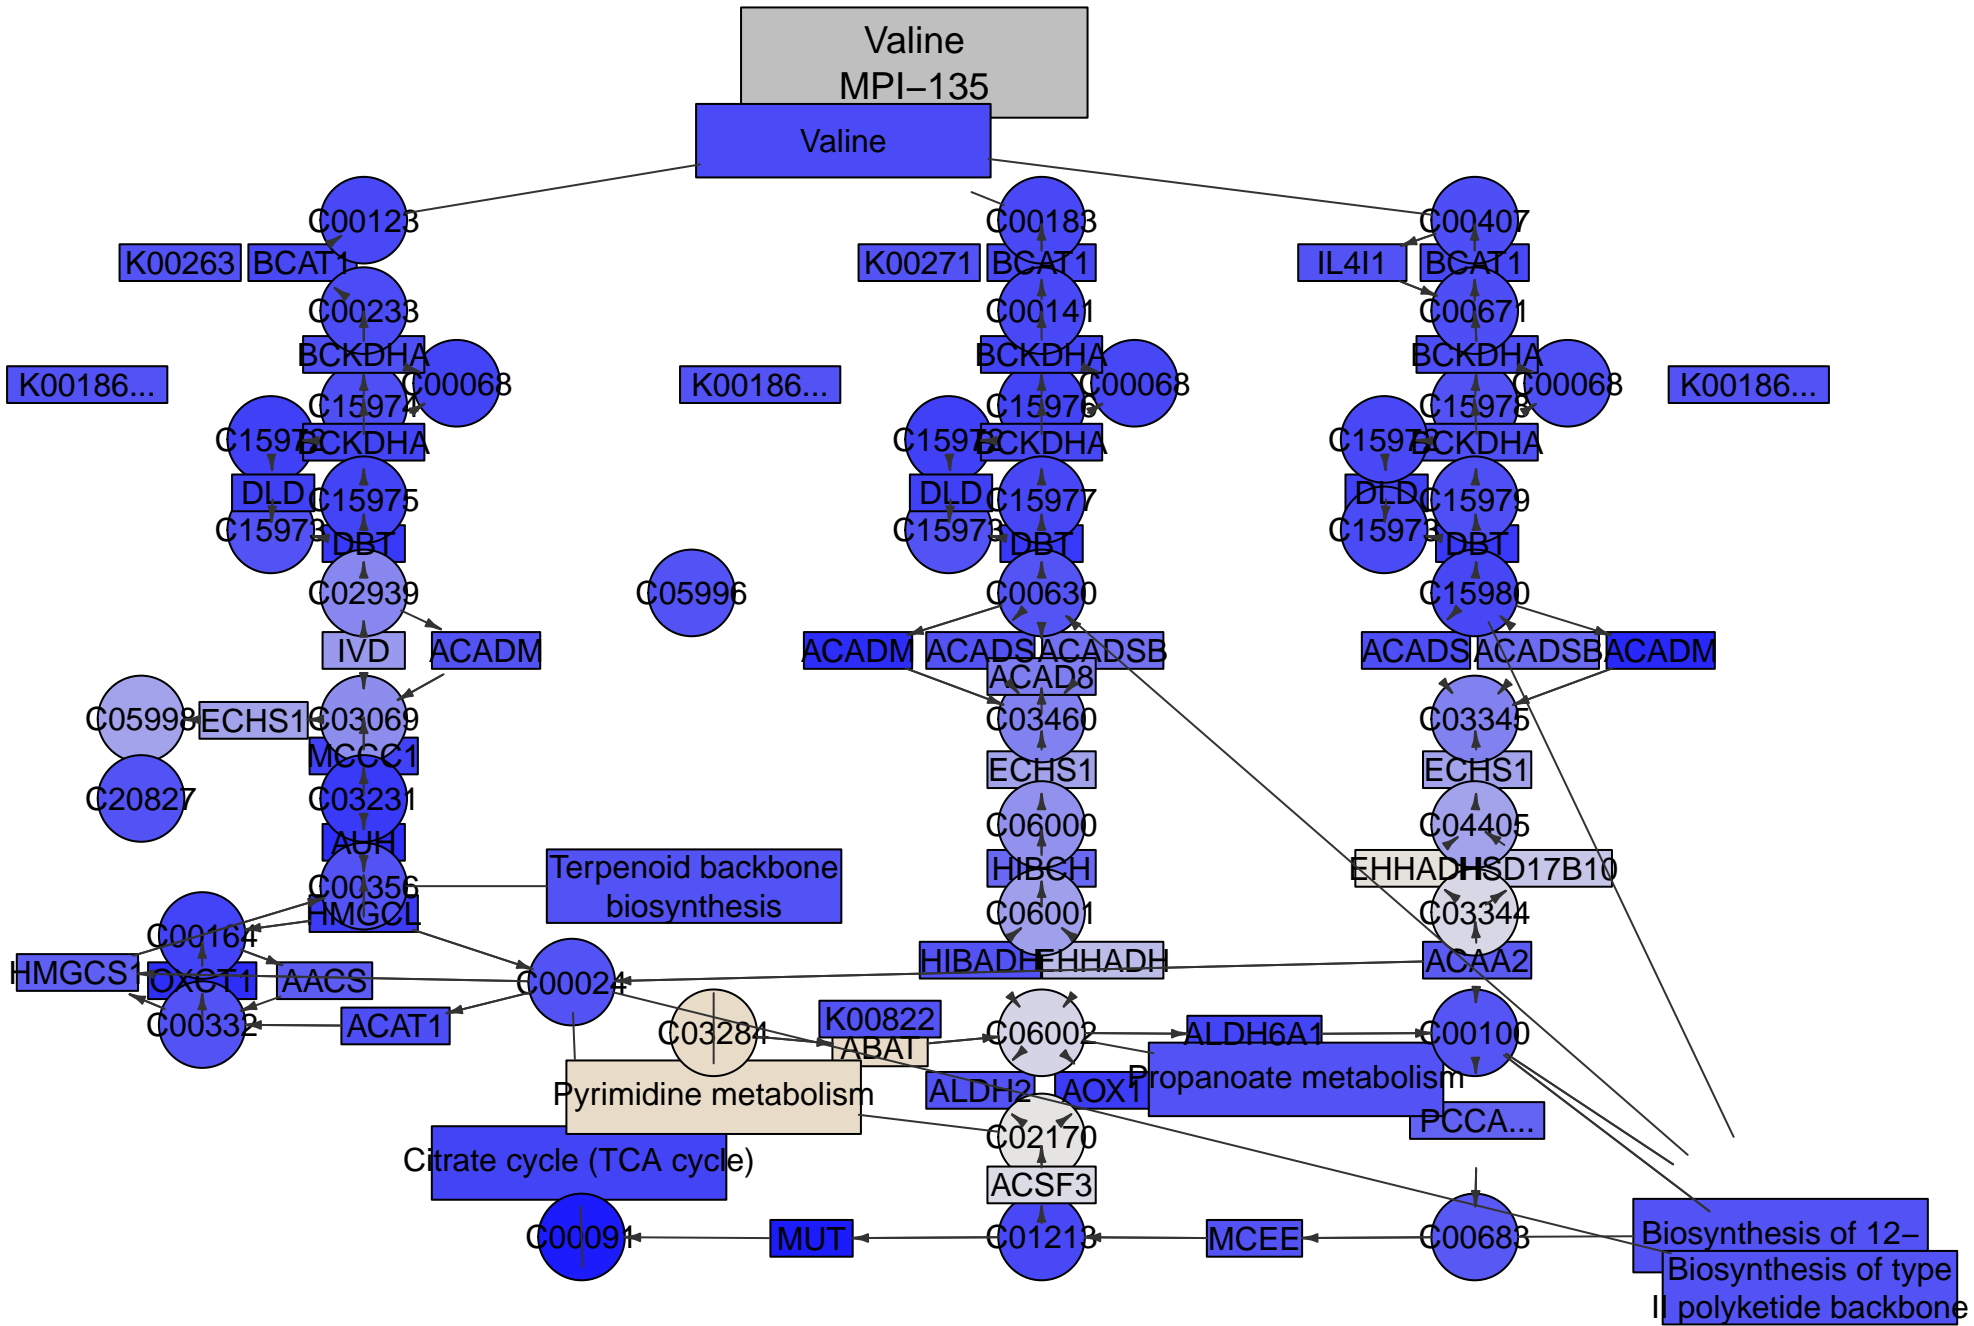 Valine
MPI−135
Valine
C00123
C00183
C00407
K00263
BCAT1
K00271
BCAT1
IL4I1
BCAT1
C00233
C00141
C00671
BCKDHA
BCKDHA
BCKDHA
K00186...
C00068
K00186...
C00068
C00068
K00186...
C15974
C15976
C15978
C15972
BCKDHA
C15972
BCKDHA
C15972
BCKDHA
DLD
C15975
DLD
C15977
DLD
C15979
C15973
DBT
C15973
DBT
C15973
DBT
C02939
C05996
C00630
C15980
IVD
ACADM
ACADM
ACADS
ACADSB
ACADS
ACADSB
ACADM
ACAD8
C05998
ECHS1
C03069
C03460
C03345
MCCC1
ECHS1
ECHS1
C20827
C03231
C06000
C04405
AUH
HIBCH
EHHADH
HSD17B10
Terpenoid backbone
biosynthesis
C00356
HMGCL
C06001
C03344
C00164
HMGCS1
OXCT1
AACS
C00024
HIBADH
EHHADH
ACAA2
C00332
ACAT1
C03284
K00822
ABAT
C06002
ALDH6A1
C00100
Pyrimidine metabolism
ALDH2
AOX1
Propanoate metabolism
PCCA...
C02170
Citrate cycle (TCA cycle)
ACSF3
C00091
MUT
C01213
MCEE
C00683
Biosynthesis of 12−
Biosynthesis of type
II polyketide backbone